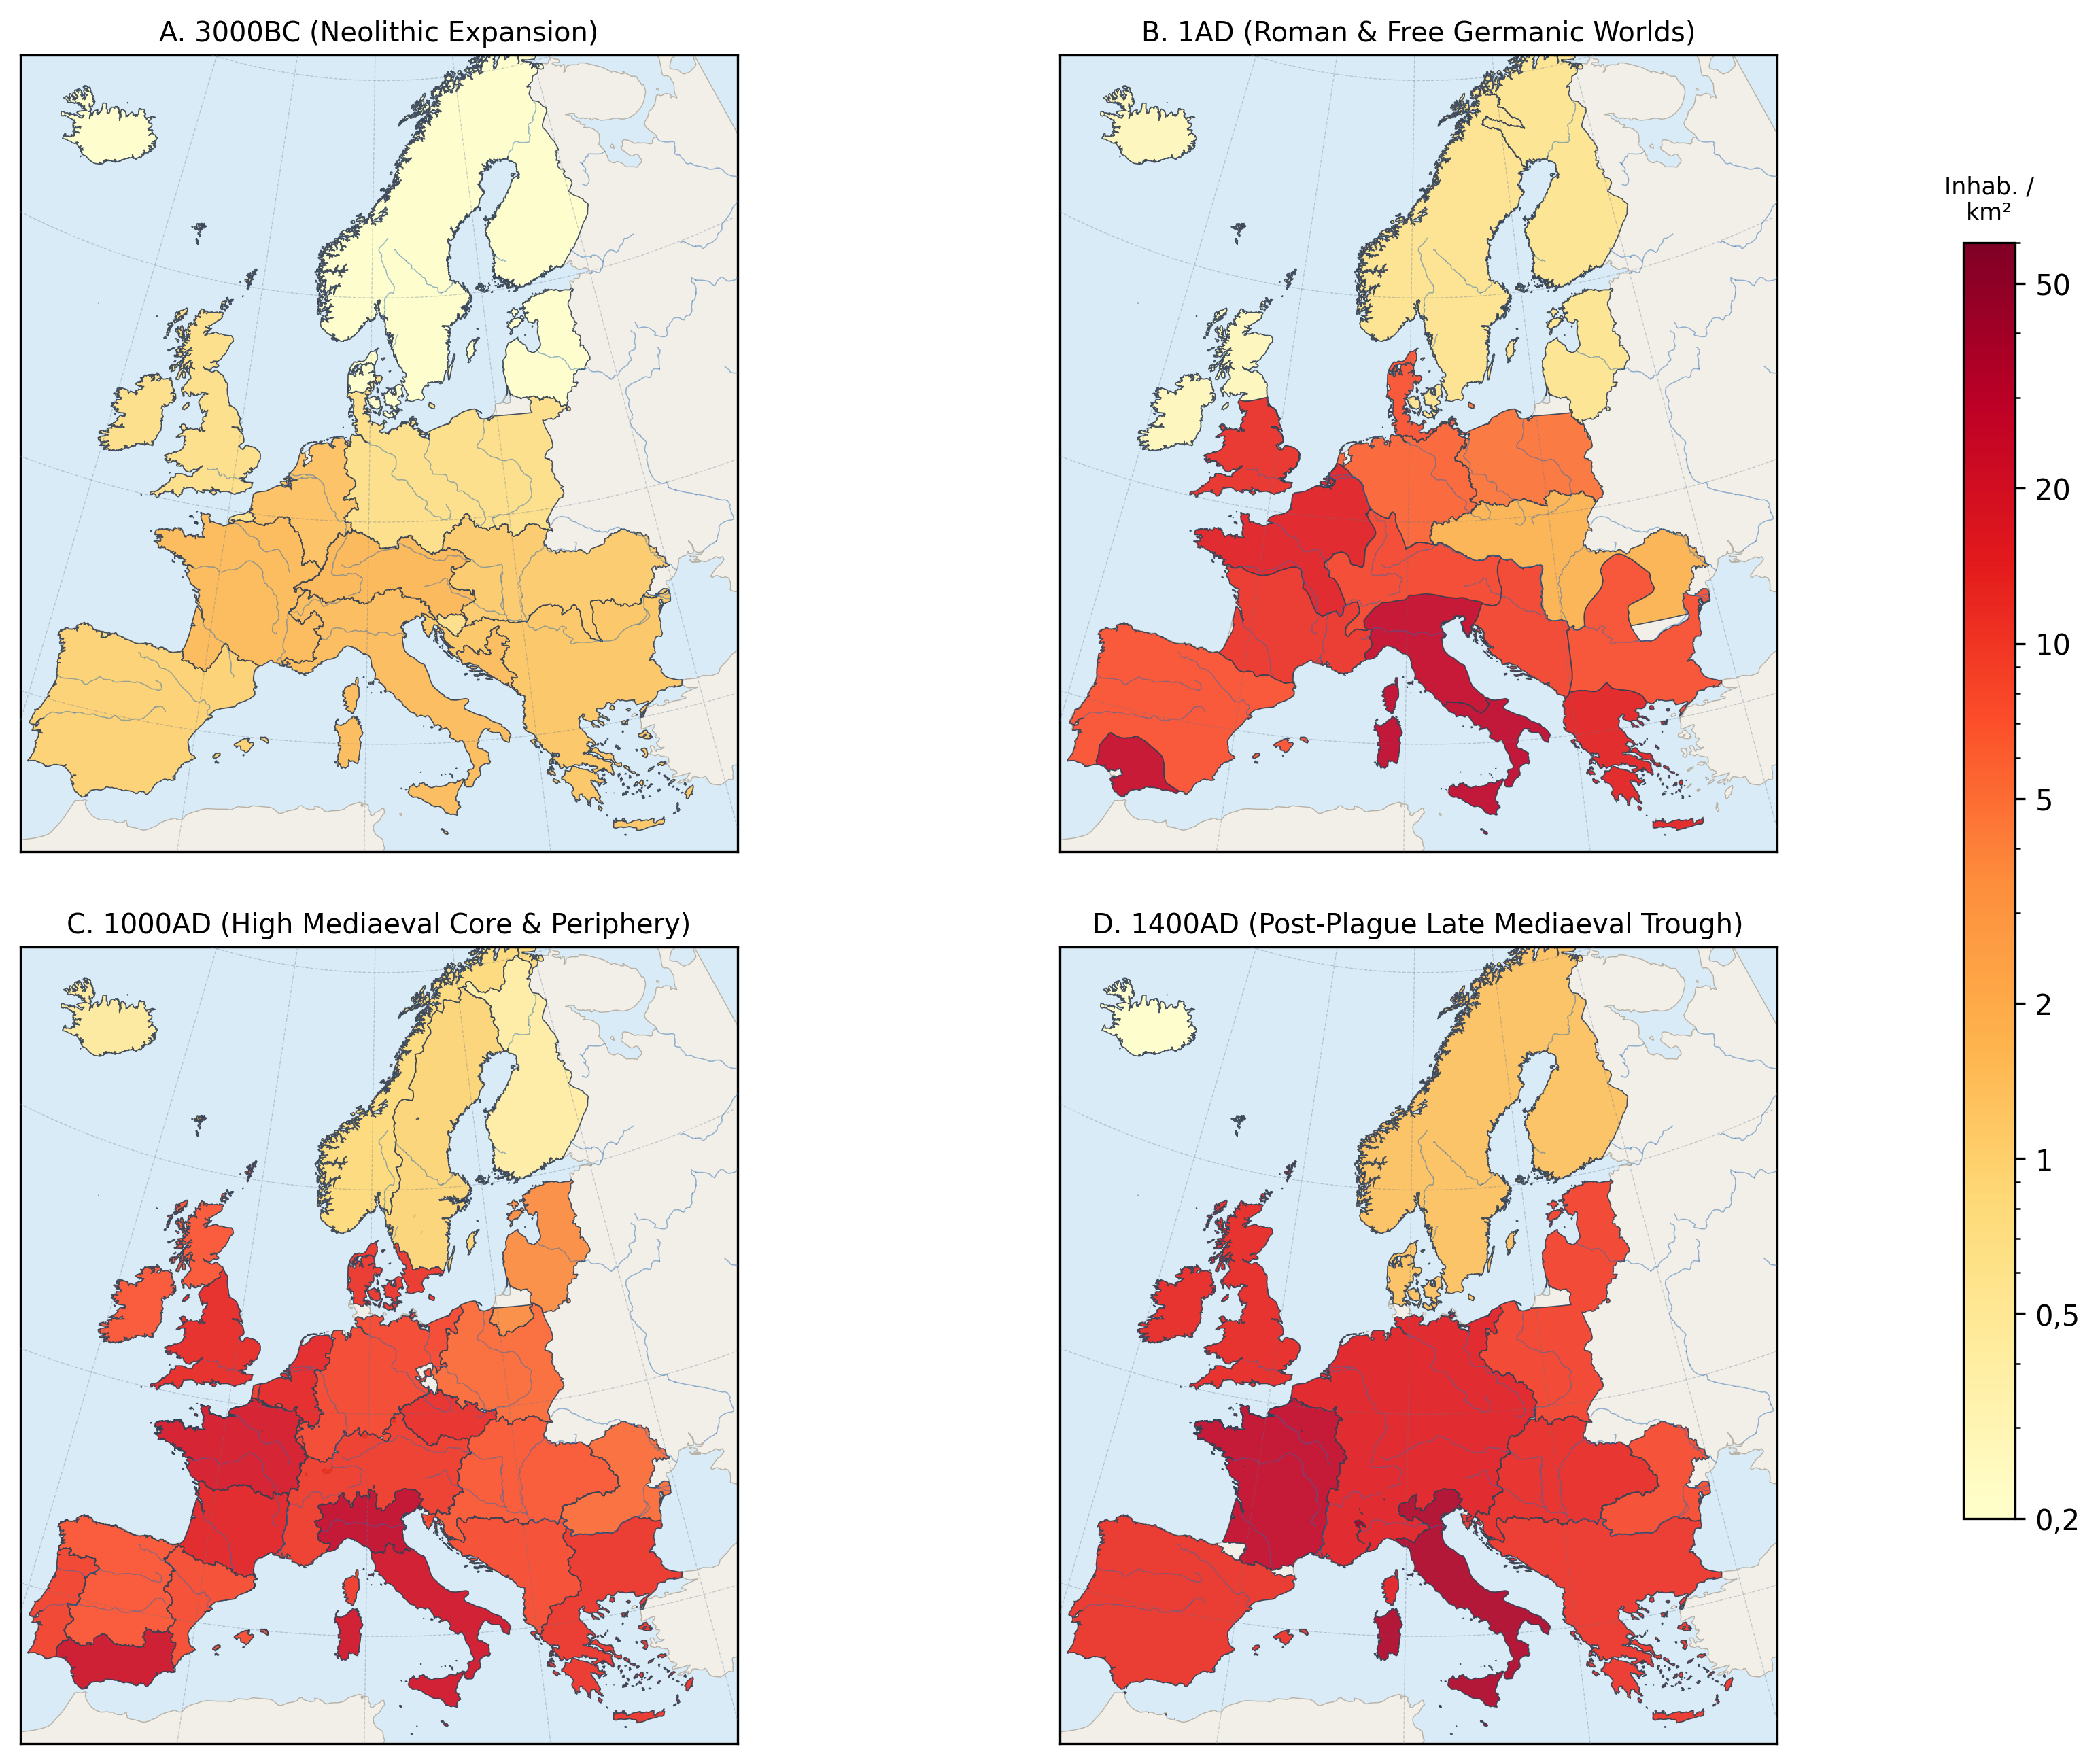 A. 3000BC (Neolithic Expansion)
B. 1AD (Roman & Free Germanic Worlds)
Inhab. /
km²
50
20
10
5
2
1
0,5
0,2
C. 1000AD (High Mediaeval Core & Periphery)
D. 1400AD (Post-Plague Late Mediaeval Trough)